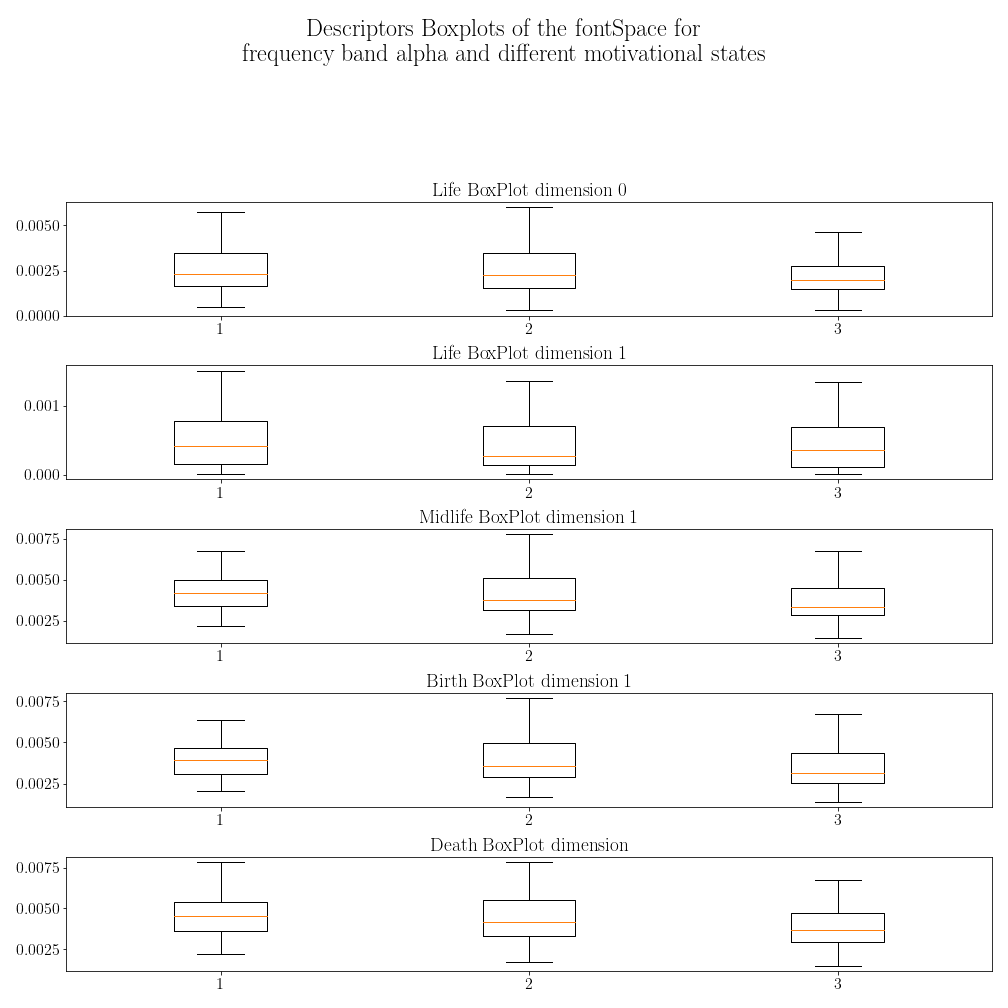 Descriptors Boxplots of the fontSpace for
frequency band alpha and different motivational states
Life BoxPlot dimension 0
0.0050
0.0025
0.0000
1 2 3
Life BoxPlot dimension 1
0.001
0.000
1 2 3
Midlife BoxPlot dimension 1
0.0075
0.0050
0.0025
1 2 3
Birth BoxPlot dimension 1
0.0075
0.0050
0.0025
1 2 3
Death BoxPlot dimension
0.0075
0.0050
0.0025
1 2 3